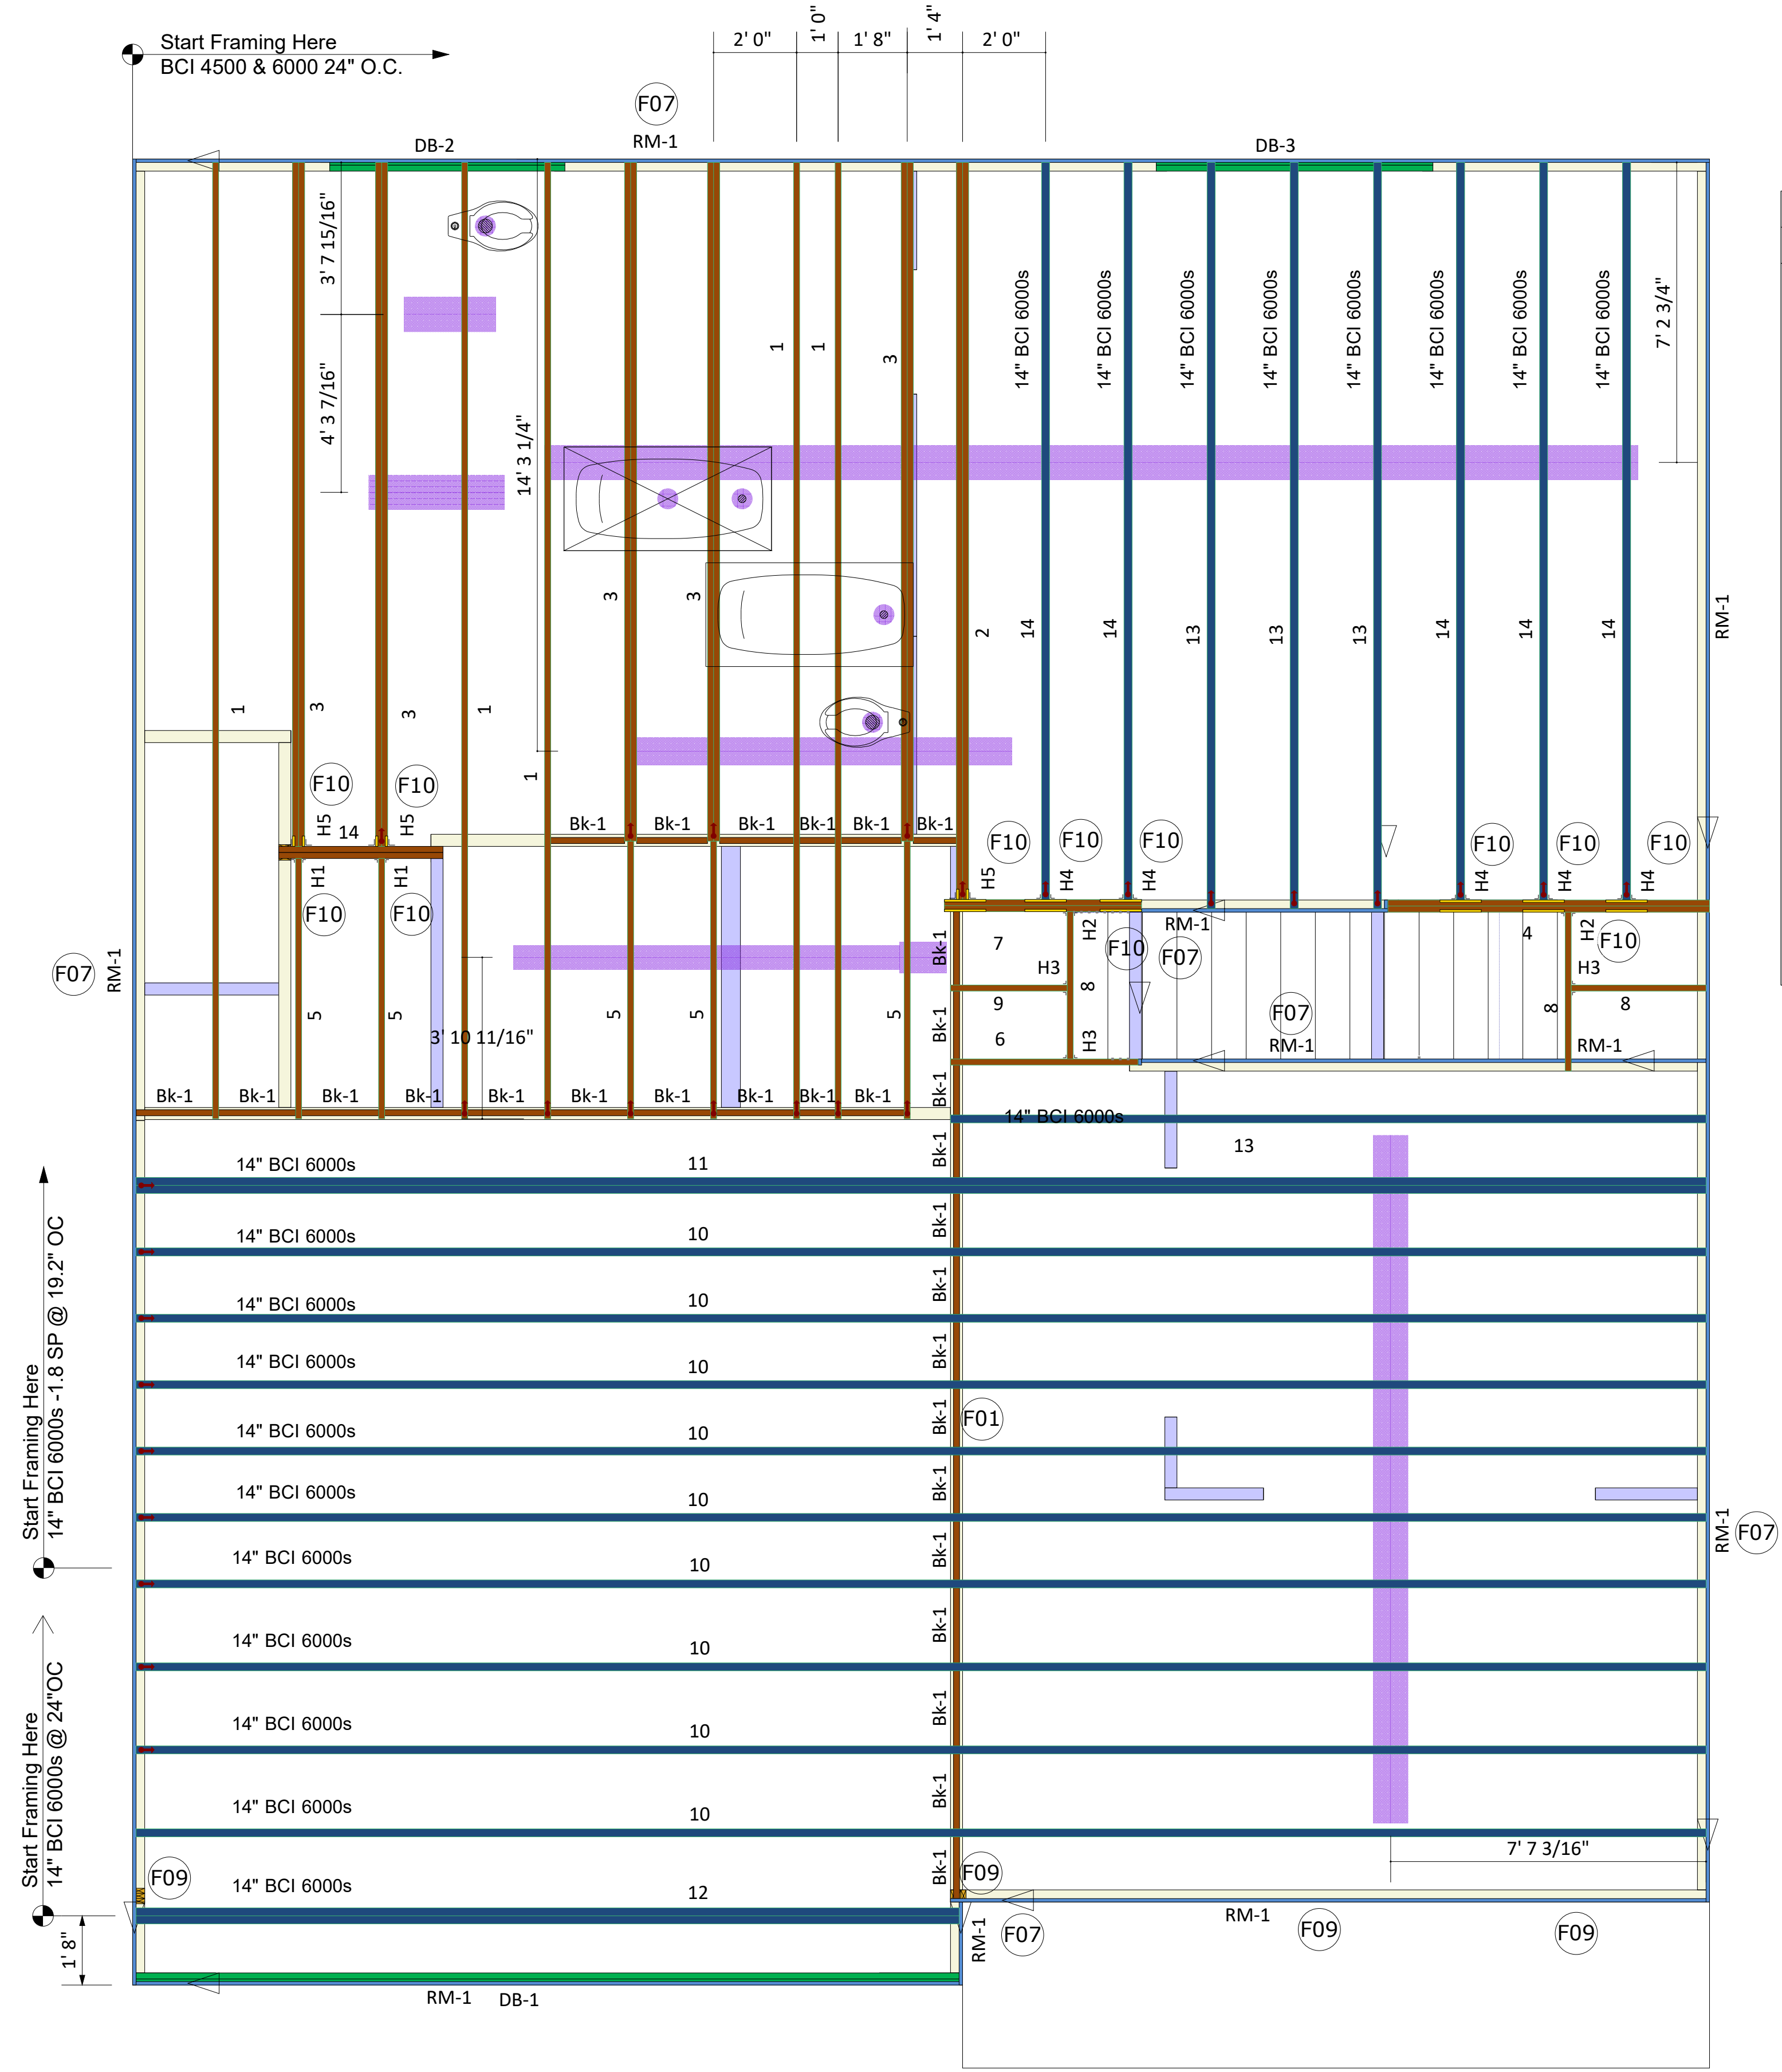 2' 0"
1' 0"
1' 8"
1' 4"
2' 0"
Start Framing Here
BCI 4500 & 6000 24" O.C.
F07
RM-1
DB-2
DB-3
3' 7 15/16"
4' 3 7/16"
14' 3 1/4"
7' 2 3/4"
1
1
3
14" BCI 6000s
14" BCI 6000s
14" BCI 6000s
14" BCI 6000s
14" BCI 6000s
14" BCI 6000s
14" BCI 6000s
14" BCI 6000s
3
3
2
14
14
13
13
13
14
14
14
RM-1
1
3
3
1
1
F10
F10
H5
14
H5
Bk-1
Bk-1
Bk-1
Bk-1
Bk-1
Bk-1
F10
F10
F10
F10
F10
F10
H5
H4
H4
H4
H4
H4
H1
H1
F10
F10
F07
RM-1
Bk-1
7
H2
F10
RM-1
F07
4
H2
F10
H3
H3
5
5
5
5
5
9
8
F07
8
8
3' 10 11/16"
Bk-1
6
H3
RM-1
RM-1
Bk-1
Bk-1
Bk-1
Bk-1
Bk-1
Bk-1
Bk-1
Bk-1
Bk-1
Bk-1
Bk-1
14" BCI 6000s
13
14" BCI 6000s
11
Bk-1
14" BCI 6000s
10
Bk-1
14" BCI 6000s
10
Bk-1
14" BCI 6000s
10
Bk-1
Start Framing Here
14" BCI 6000s -1.8 SP @ 19.2" OC
14" BCI 6000s
10
Bk-1
F01
14" BCI 6000s
10
Bk-1
14" BCI 6000s
10
Bk-1
RM-1
F07
14" BCI 6000s
10
Bk-1
14" BCI 6000s
10
Bk-1
Start Framing Here
14" BCI 6000s @ 24"OC
14" BCI 6000s
10
Bk-1
7' 7 3/16"
F09
14" BCI 6000s
12
Bk-1
F09
1' 8"
RM-1
F07
RM-1
F09
F09
RM-1
DB-1